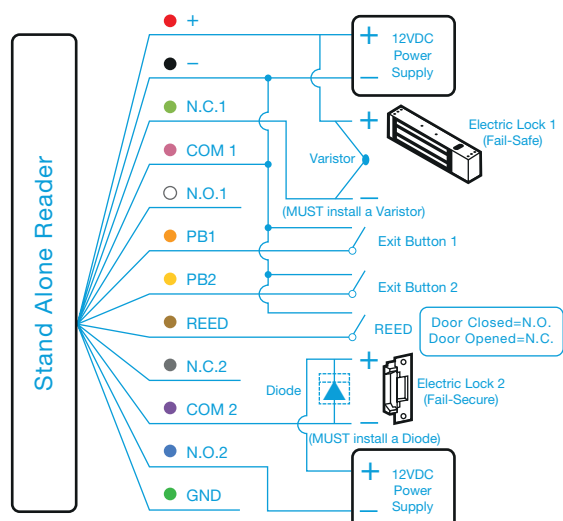 Stand Alone Reader
+
−
N.C.1
COM 1
N.O.1
PB1
PB2
REED
N.C.2
COM 2
N.O.2
GND
+
−
12VDC
Power
Supply
+
−
Varistor
Electric Lock 1
(Fail-Safe)
(MUST install a Varistor)
Exit Button 1
Exit Button 2
REED
Door Closed=N.O.
Door Opened=N.C.
+
−
Diode
Electric Lock 2
(Fail-Secure)
(MUST install a Diode)
+
−
12VDC
Power
Supply